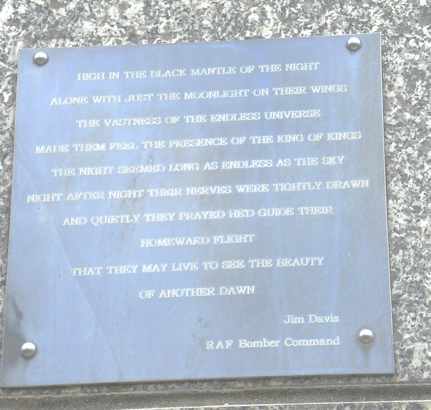 HIGH IN THE BLACK MANTLE OF THE NIGHT
ALONE WITH JUST THE MOONLIGHT ON THEIR WINGS
THE VASTNESS OF THE ENDLESS UNIVERSE
MADE THEM FEEL THE PRESENCE OF THE KING OF KINGS
THE NIGHT SEEMED LONG AS ENDLESS AS THE SKY
NIGHT AFTER NIGHT THEIR NERVES WERE TIGHTLY DRAWN
AND QUIETLY THEY PRAYED HE'D GUIDE THEIR
HOMEWARD FLIGHT
THAT THEY MAY LIVE TO SEE THE BEAUTY
OF ANOTHER DAWN
Jim Davis
RAF Bomber Command